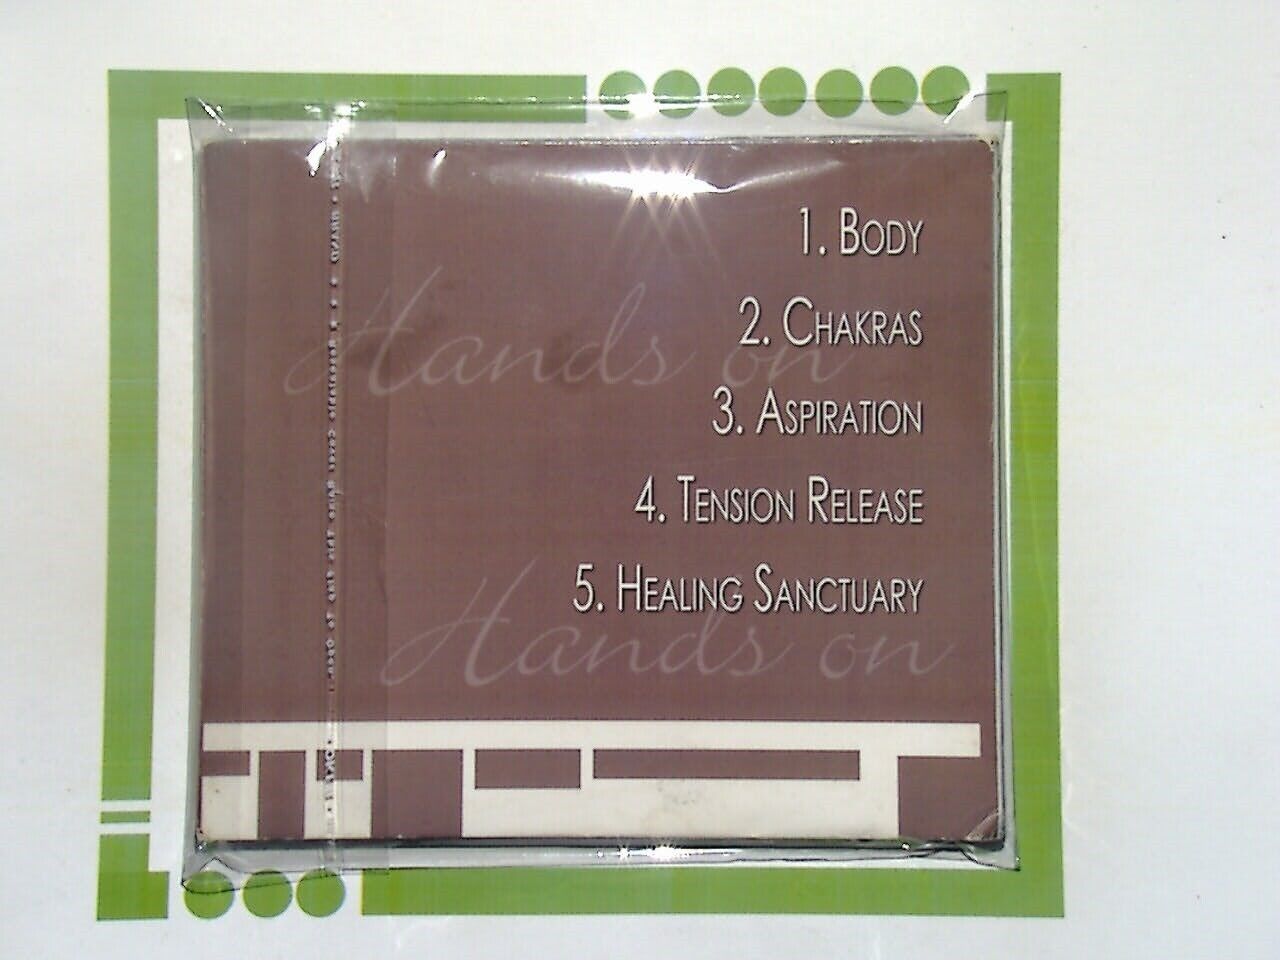 1. Body
2. Chakras
Hands on
3. Aspiration
4. Tension Release
5. Healing Sanctuary
Hands on